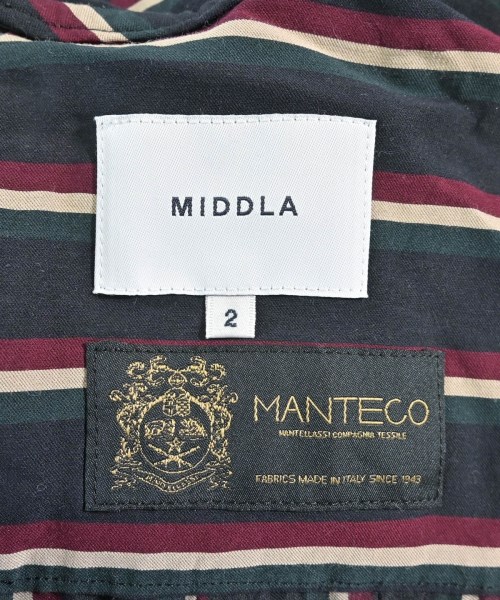 MIDDLA
2
MANTECO
MANTELLASSI COMPAGNIA TESSILE
FABRICS MADE IN ITALY SINCE 1943